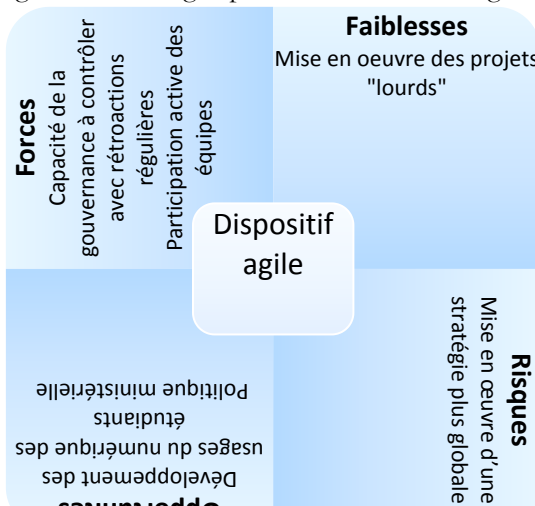 Forces
Capacité de la
gouvernance à contrôler
avec rétroactions
régulières
Participation active des
équipes
Faiblesses
Mise en oeuvre des projets
"lourds"
Dispositif
agile
Opportunités
Développement des
usages du numérique des
étudiants
Politique ministérielle
Risques
Mise en œuvre d'une
stratégie plus globale